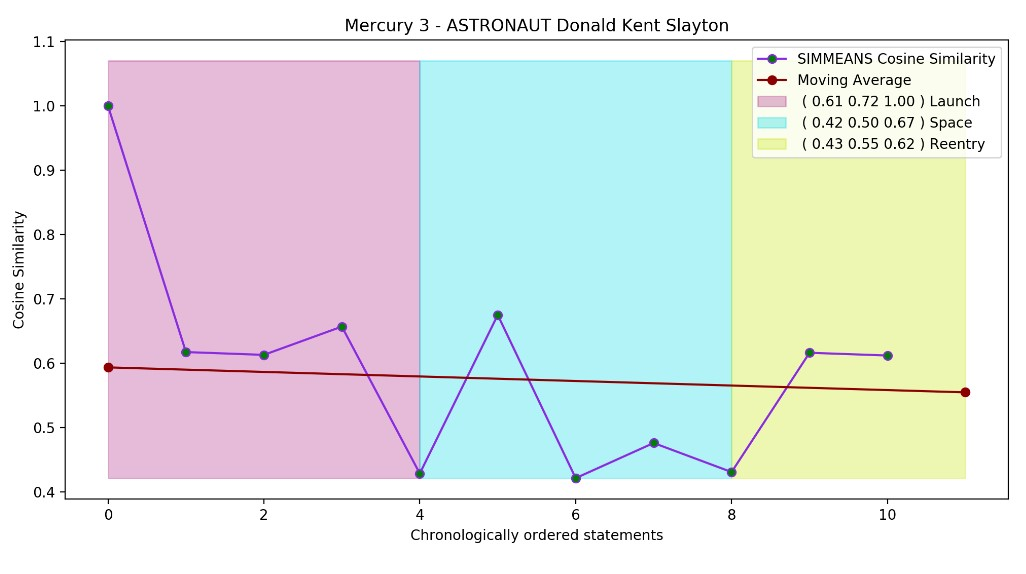 Mercury 3 - ASTRONAUT Donald Kent Slayton
SIMMEANS Cosine Similarity
Moving Average
( 0.61 0.72 1.00 ) Launch
( 0.42 0.50 0.67 ) Space
( 0.43 0.55 0.62 ) Reentry
Cosine Similarity
1.1
1.0
0.9
0.8
0.7
0.6
0.5
0.4
0 2 4 6 8 10
Chronologically ordered statements